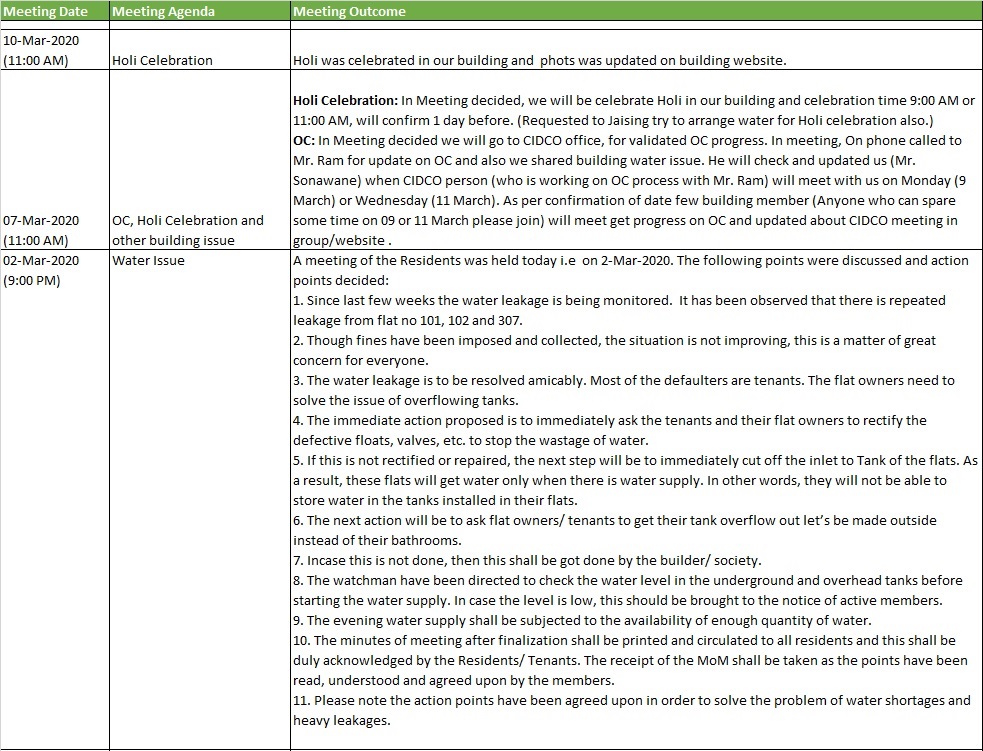 Meeting Date Meeting Agenda Meeting Outcome
10-Mar-2020
(11:00 AM) Holi Celebration Holi was celebrated in our building and phots was updated on building website.
Holi Celebration: In Meeting decided, we will be celebrate Holi in our building and celebration time 9:00 AM or
11:00 AM, will confirm 1 day before. (Requested to Jaising try to arrange water for Holi celebration also.)
OC: In Meeting decided we will go to CIDCO office, for validated OC progress. In meeting, On phone called to
Mr. Ram for update on OC and also we shared building water issue. He will check and updated us (Mr.
Sonawane) when CIDCO person (who is working on OC process with Mr. Ram) will meet with us on Monday (9
March) or Wednesday (11 March). As per confirmation of date few building member (Anyone who can spare
07-Mar-2020 OC, Holi Celebration and some time on 09 or 11 March please join) will meet get progress on OC and updated about CIDCO meeting in
(11:00 AM) other building issue group/website .
02-Mar-2020 Water Issue A meeting of the Residents was held today i.e on 2-Mar-2020. The following points were discussed and action
(9:00 PM) points decided:
1. Since last few weeks the water leakage is being monitored. It has been observed that there is repeated
leakage from flat no 101, 102 and 307.
2. Though fines have been imposed and collected, the situation is not improving, this is a matter of great
concern for everyone.
3. The water leakage is to be resolved amicably. Most of the defaulters are tenants. The flat owners need to
solve the issue of overflowing tanks.
4. The immediate action proposed is to immediately ask the tenants and their flat owners to rectify the
defective floats, valves, etc. to stop the wastage of water.
5. If this is not rectified or repaired, the next step will be to immediately cut off the inlet to Tank of the flats. As
a result, these flats will get water only when there is water supply. In other words, they will not be able to
store water in the tanks installed in their flats.
6. The next action will be to ask flat owners/ tenants to get their tank overflow out let’s be made outside
instead of their bathrooms.
7. Incase this is not done, then this shall be got done by the builder/ society.
8. The watchman have been directed to check the water level in the underground and overhead tanks before
starting the water supply. In case the level is low, this should be brought to the notice of active members.
9. The evening water supply shall be subjected to the availability of enough quantity of water.
10. The minutes of meeting after finalization shall be printed and circulated to all residents and this shall be
duly acknowledged by the Residents/ Tenants. The receipt of the MoM shall be taken as the points have been
read, understood and agreed upon by the members.
11. Please note the action points have been agreed upon in order to solve the problem of water shortages and
heavy leakages.